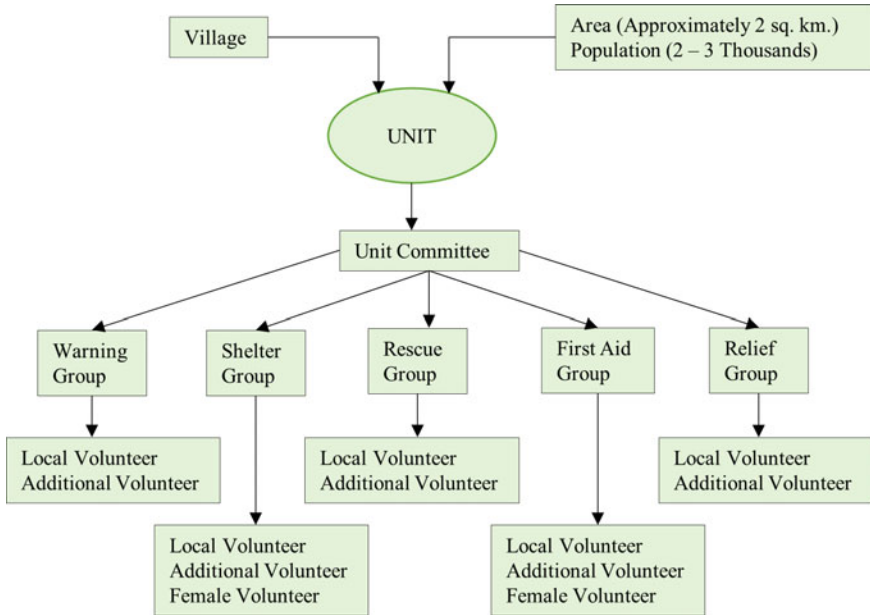 Village
Area (Approximately 2 sq. km.)
Population (2 – 3 Thousands)
UNIT
Unit Committee
Warning
Group
Shelter
Group
Rescue
Group
First Aid
Group
Relief
Group
Local Volunteer
Additional Volunteer
Local Volunteer
Additional Volunteer
Local Volunteer
Additional Volunteer
Local Volunteer
Additional Volunteer
Female Volunteer
Local Volunteer
Additional Volunteer
Female Volunteer